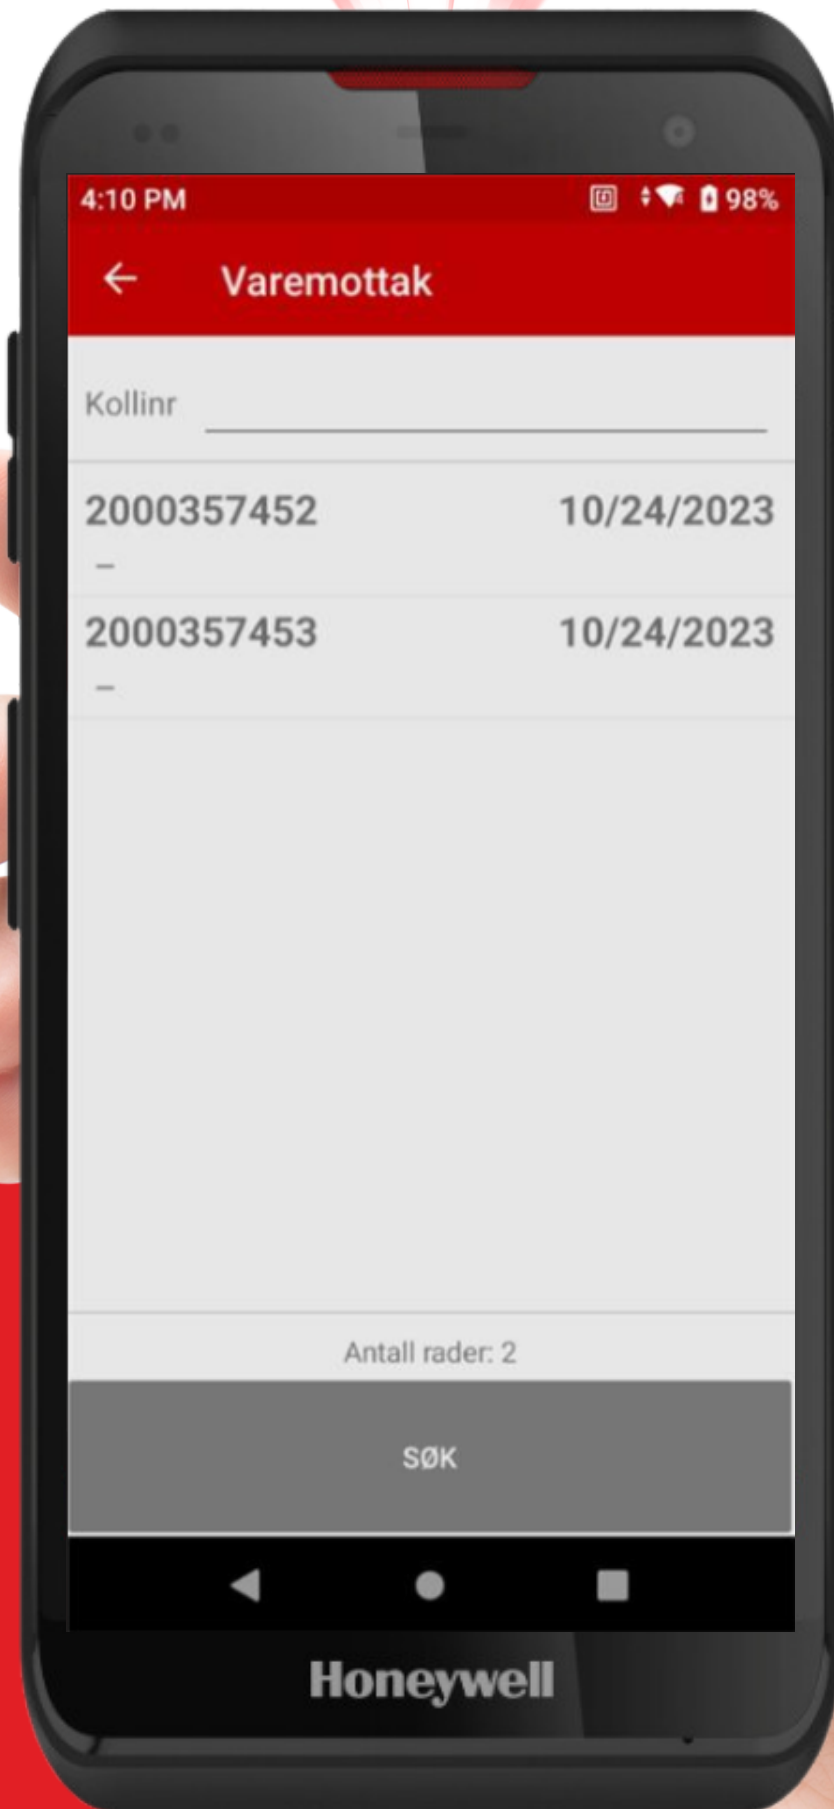 4:10 PM 98%
Varemottak
Kollinr
2000357452 10/24/2023
–
2000357453 10/24/2023
–
Antall rader: 2
SØK
Honeywell